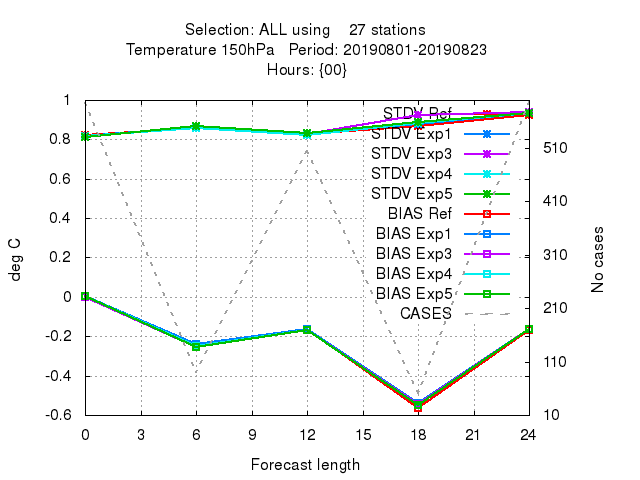 Selection: ALL using 27 stations
Temperature 150hPa Period: 20190801-20190823
Hours: {00}
1
0.8
0.6
0.4
0.2
0
-0.2
-0.4
-0.6
deg C
STDV Ref
STDV Exp1
STDV Exp3
STDV Exp4
STDV Exp5
BIAS Ref
BIAS Exp1
BIAS Exp3
BIAS Exp4
BIAS Exp5
CASES
510
410
310
210
110
10
No cases
0 3 6 9 12 15 18 21 24
Forecast length